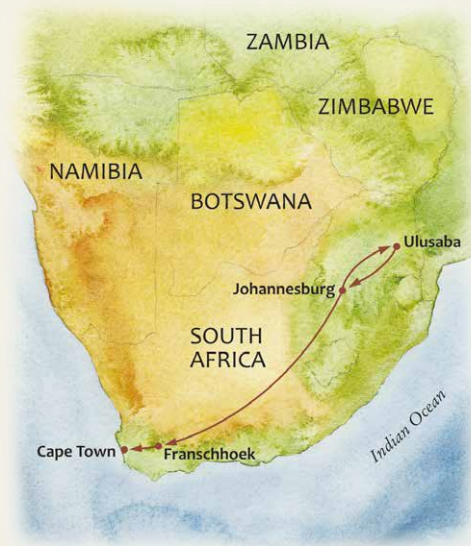 ZAMBIA
ZIMBABWE
NAMIBIA
BOTSWANA
Ulusaba
Johannesburg
SOUTH
AFRICA
Indian Ocean
Cape Town
Franschhoek